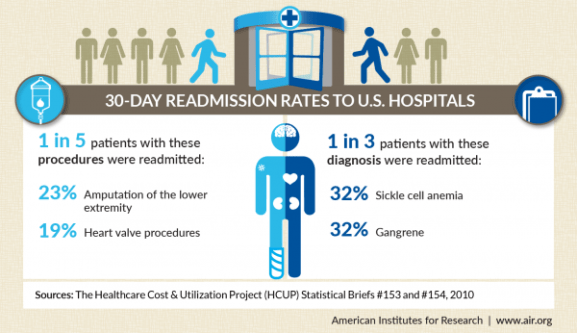 30-DAY READMISSION RATES TO U.S. HOSPITALS
1 in 5 patients with these
procedures were readmitted:
23% Amputation of the lower
extremity
19% Heart valve procedures
1 in 3 patients with these
diagnosis were readmitted:
32% Sickle cell anemia
32% Gangrene
Sources: The Healthcare Cost & Utilization Project (HCUP) Statistical Briefs #153 and #154, 2010
American Institutes for Research | www.air.org